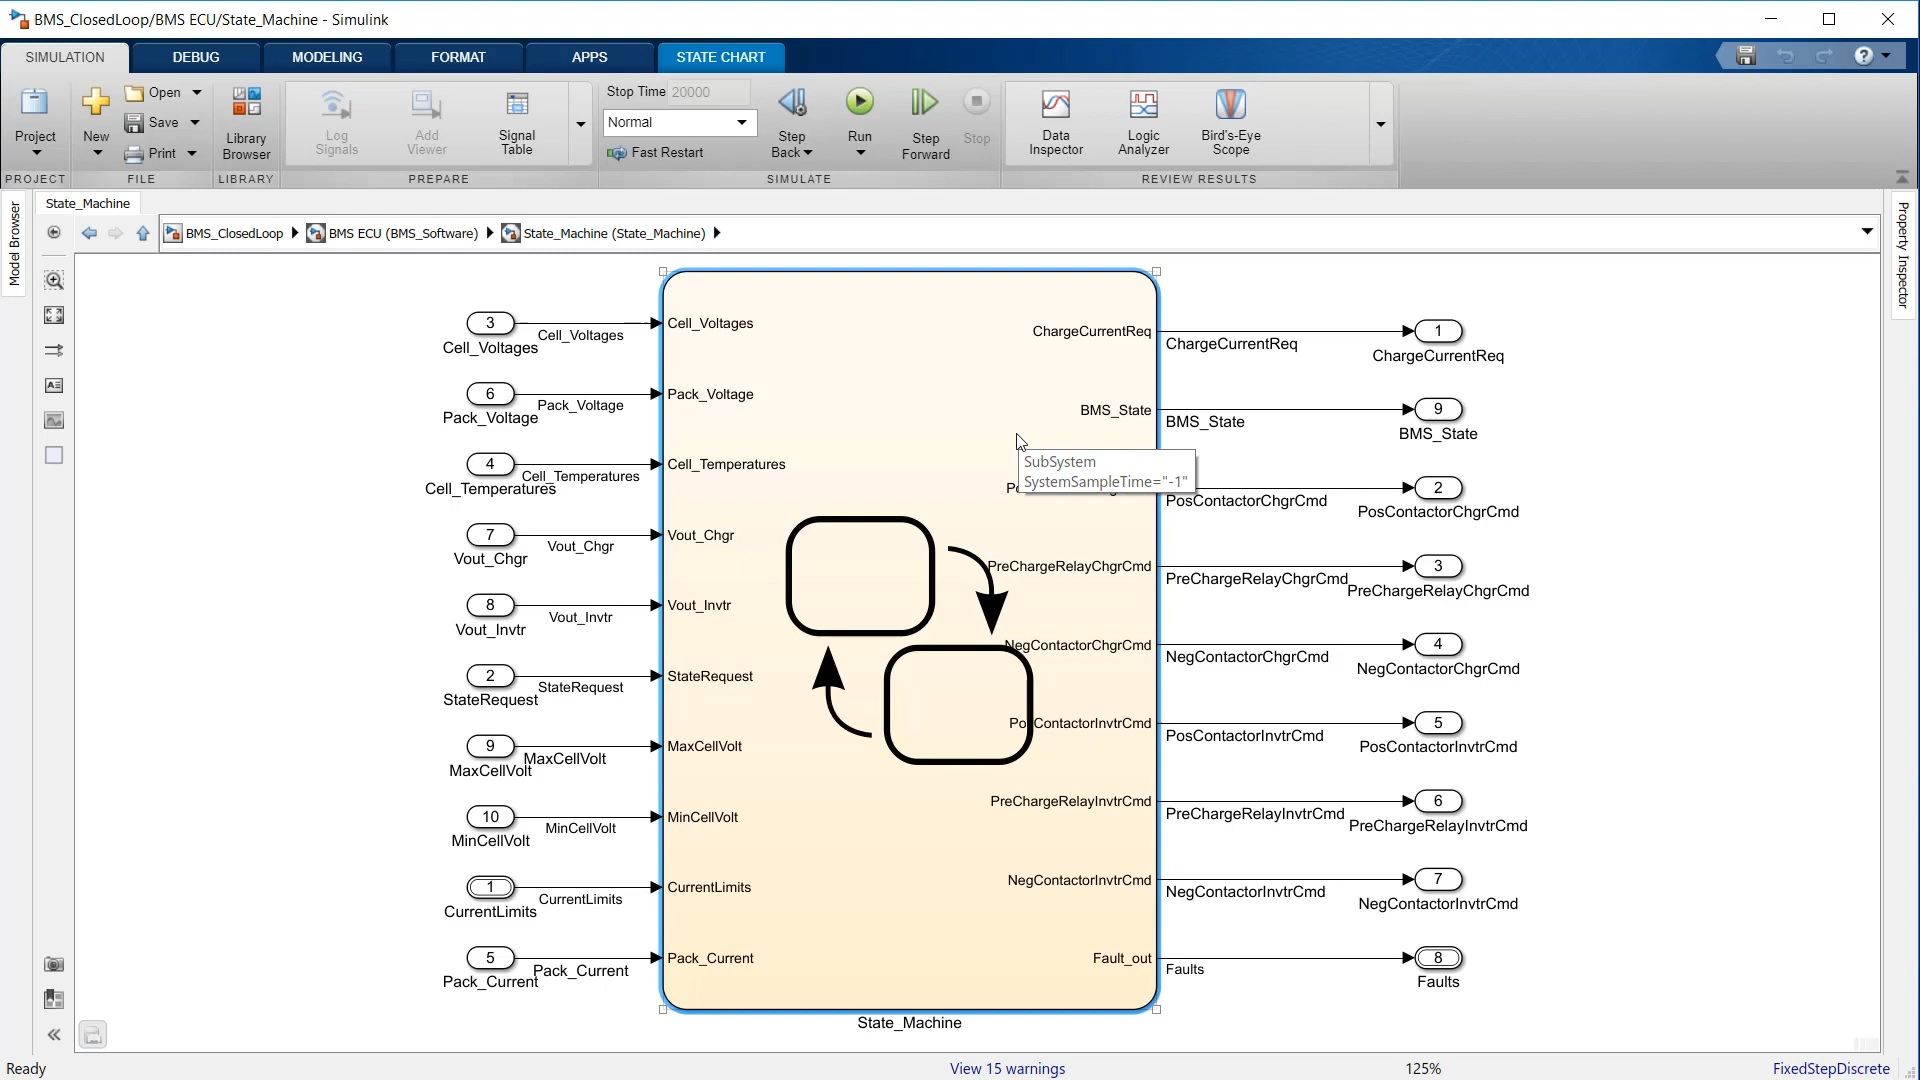 BMS_ClosedLoop/BMS ECU/State_Machine - Simulink
SIMULATION DEBUG MODELING FORMAT APPS STATE CHART
Project
New
Open
Save
Print
Library
Browser
Log
Signals
Add
Viewer
Signal
Table
Stop Time 20000
Normal
Fast Restart
Step
Back
Run
Step
Forward
Stop
Data
Inspector
Logic
Analyzer
Bird's-Eye
Scope
PROJECT FILE LIBRARY PREPARE SIMULATE REVIEW RESULTS
Model Browser
State_Machine
BMS_ClosedLoop BMS ECU (BMS_Software) State_Machine (State_Machine)
Property Inspector
3
Cell_Voltages
Cell_Voltages
Cell_Voltages
6
Pack_Voltage
Pack_Voltage
Pack_Voltage
4
Cell_Temperatures
Cell_Temperatures
Cell_Temperatures
7
Vout_Chgr
Vout_Chgr
Vout_Chgr
8
Vout_Invtr
Vout_Invtr
Vout_Invtr
2
StateRequest
StateRequest
StateRequest
9
MaxCellVolt
MaxCellVolt
MaxCellVolt
10
MinCellVolt
MinCellVolt
MinCellVolt
1
CurrentLimits
CurrentLimits
CurrentLimits
5
Pack_Current
Pack_Current
Pack_Current
ChargeCurrentReq
ChargeCurrentReq
1
ChargeCurrentReq
BMS_State
BMS_State
9
BMS_State
SubSystem
SystemSampleTime="-1"
PosContactorChgrCmd
2
PosContactorChgrCmd
PreChargeRelayChgrCmd
PreChargeRelayChgrCmd
3
PreChargeRelayChgrCmd
NegContactorChgrCmd
NegContactorChgrCmd
4
NegContactorChgrCmd
PosContactorInvtrCmd
PosContactorInvtrCmd
5
PosContactorInvtrCmd
PreChargeRelayInvtrCmd
PreChargeRelayInvtrCmd
6
PreChargeRelayInvtrCmd
NegContactorInvtrCmd
NegContactorInvtrCmd
7
NegContactorInvtrCmd
Fault_out
Faults
8
Faults
State_Machine
Ready View 15 warnings 125% FixedStepDiscrete